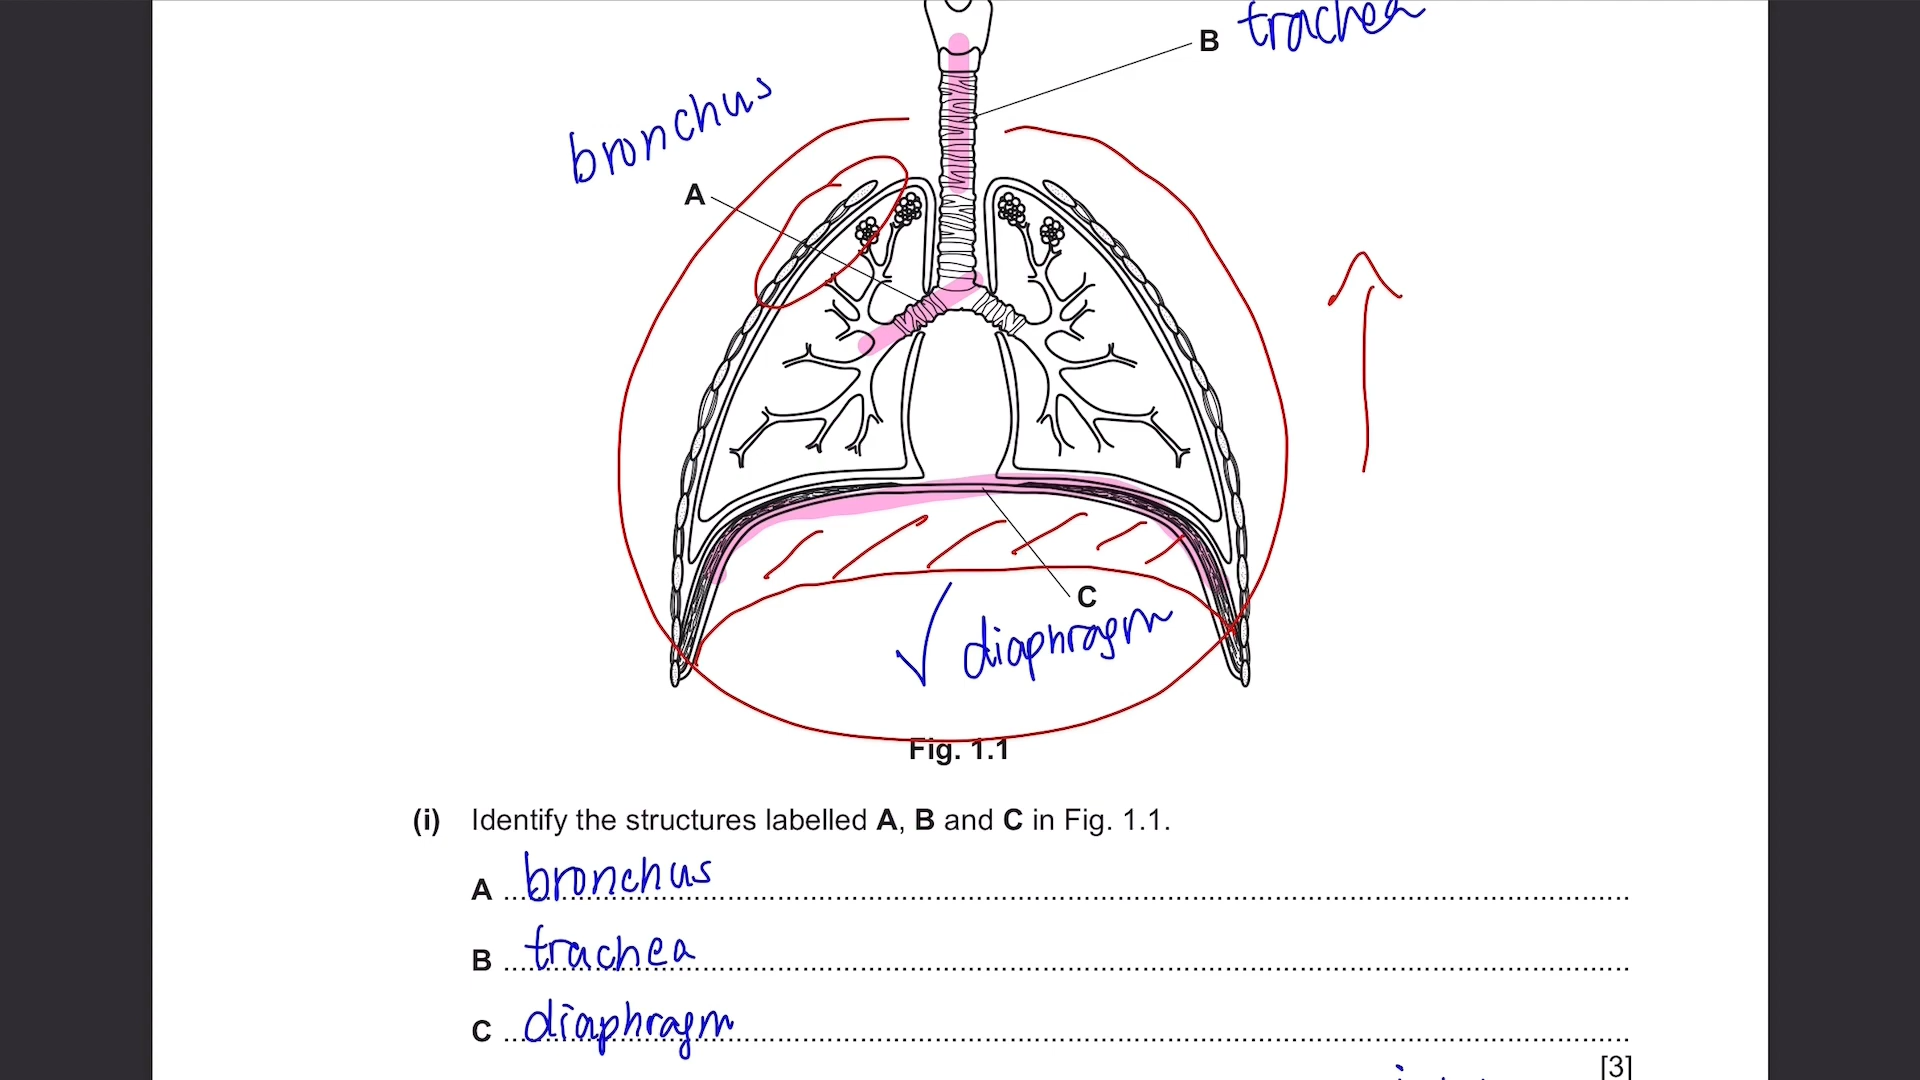 B trachea
bronchus
A
C
diaphragm
Fig. 1.1
(i) Identify the structures labelled A, B and C in Fig. 1.1.
A bronchus
B trachea
C diaphragm
[3]